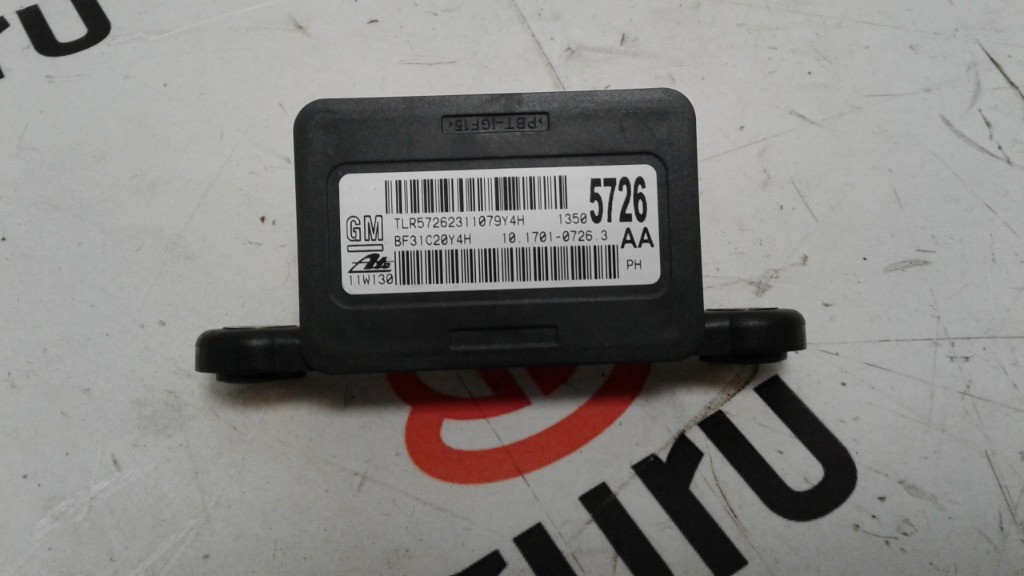 >PBT-IGF15<
GM
TLR57262311079Y4H 1350 5726
BF31C20Y4H 10.1701-0726.3 AA
Ate
11W130 PH